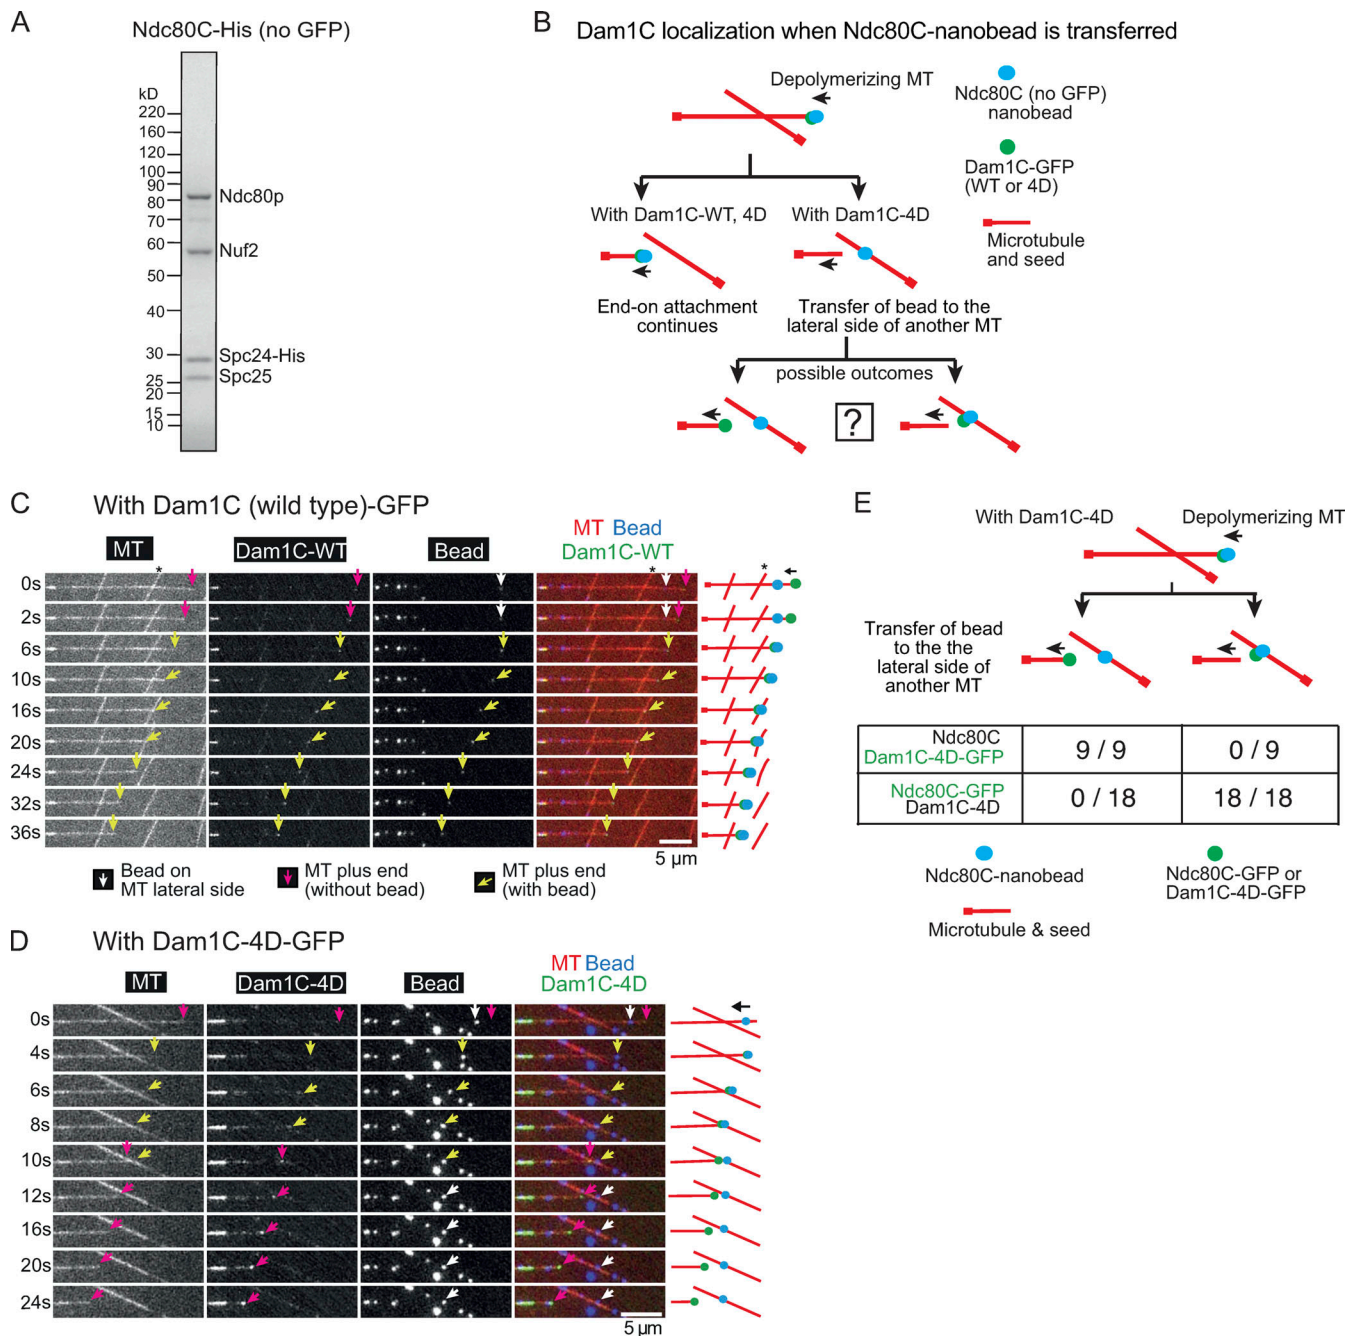 A
Ndc80C-His (no GFP)
kD
220
160
120
100
90
80
70
60
50
40
30
25
20
15
10
Ndc80p
Nuf2
Spc24-His
Spc25
B Dam1C localization when Ndc80C-nanobead is transferred
Depolymerizing MT
Ndc80C (no GFP)
nanobead
Dam1C-GFP
(WT or 4D)
Microtubule
and seed
With Dam1C-WT, 4D
With Dam1C-4D
End-on attachment
continues
Transfer of bead to the
lateral side of another MT
possible outcomes
?
C With Dam1C (wild type)-GFP
MT
Dam1C-WT
Bead
MT Bead
Dam1C-WT
*
*
*
0s
2s
6s
10s
16s
20s
24s
32s
36s
5 µm
Bead on
MT lateral side
MT plus end
(without bead)
MT plus end
(with bead)
D With Dam1C-4D-GFP
MT
Dam1C-4D
Bead
MT Bead
Dam1C-4D
0s
4s
6s
8s
10s
12s
16s
20s
24s
5 µm
E
With Dam1C-4D
Depolymerizing MT
Transfer of bead
to the the
lateral side of
another MT
Ndc80C
Dam1C-4D-GFP
9 / 9
0 / 9
Ndc80C-GFP
Dam1C-4D
0 / 18
18 / 18
Ndc80C-nanobead
Ndc80C-GFP or
Dam1C-4D-GFP
Microtubule & seed